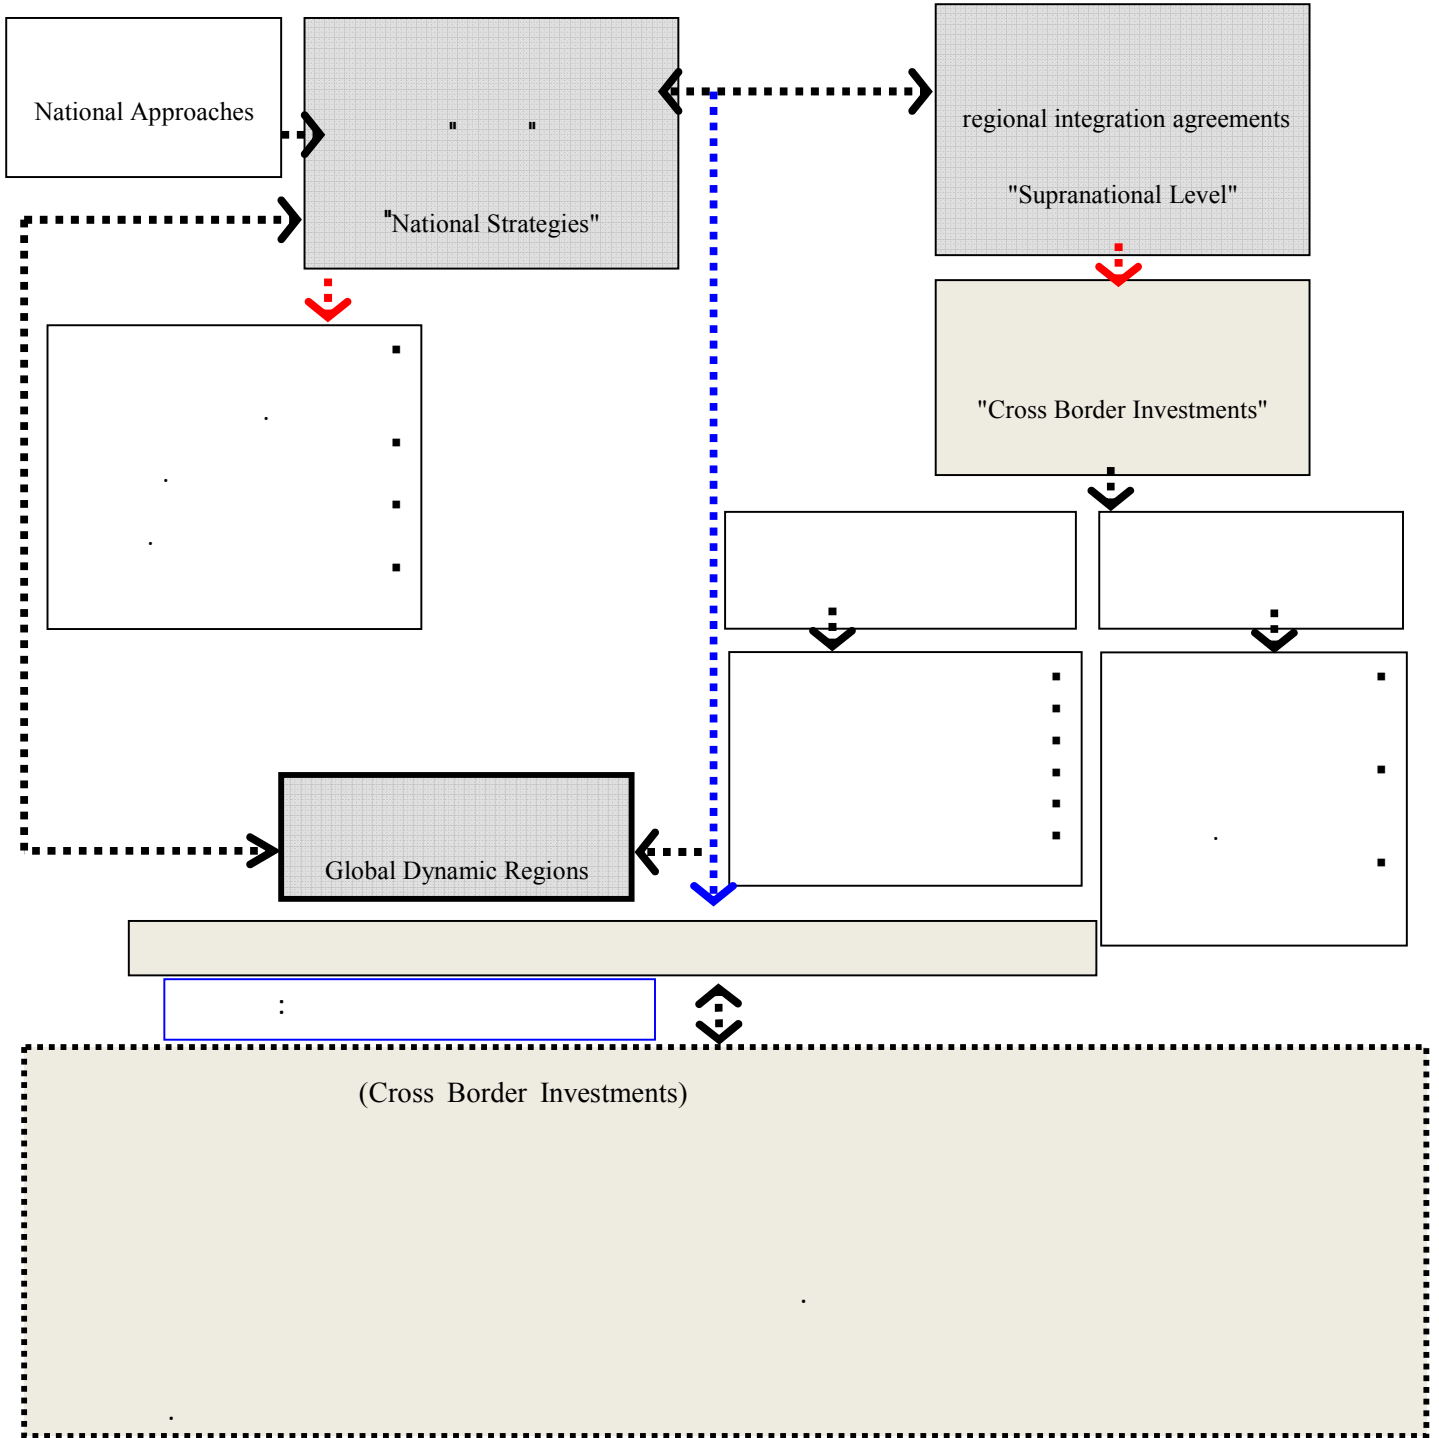 National Approaches
" "
"National Strategies"
regional integration agreements
"Supranational Level"
"Cross Border Investments"
.
.
.
.
Global Dynamic Regions
:
(Cross Border Investments)
.
.